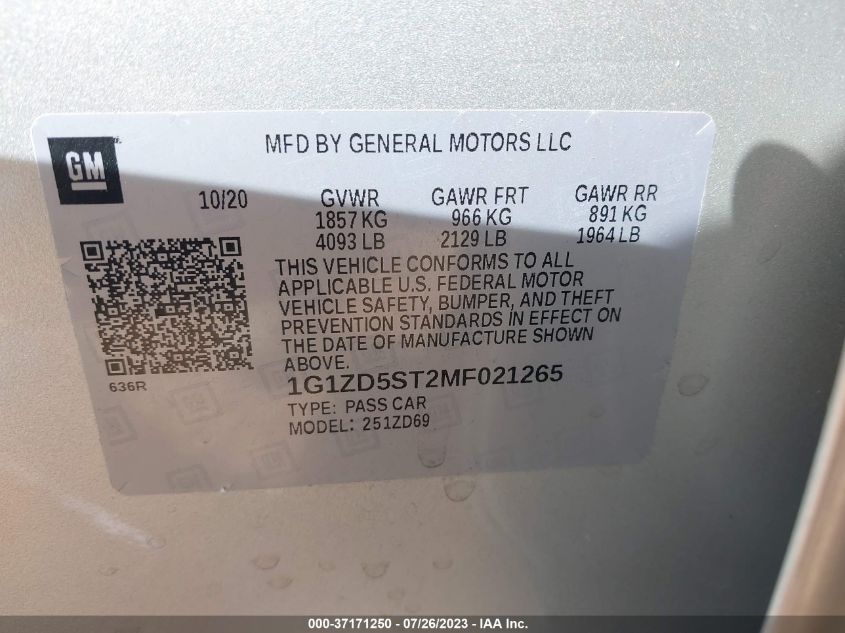 MFD BY GENERAL MOTORS LLC
GM
10/20
GVWR GAWR FRT GAWR RR
1857 KG 966 KG 891 KG
4093 LB 2129 LB 1964 LB
THIS VEHICLE CONFORMS TO ALL
APPLICABLE U.S. FEDERAL MOTOR
VEHICLE SAFETY, BUMPER, AND THEFT
PREVENTION STANDARDS IN EFFECT ON
THE DATE OF MANUFACTURE SHOWN
ABOVE.
636R
1G1ZD5ST2MF021265
TYPE: PASS CAR
MODEL: 251ZD69
000-37171250 - 07/26/2023 - IAA Inc.